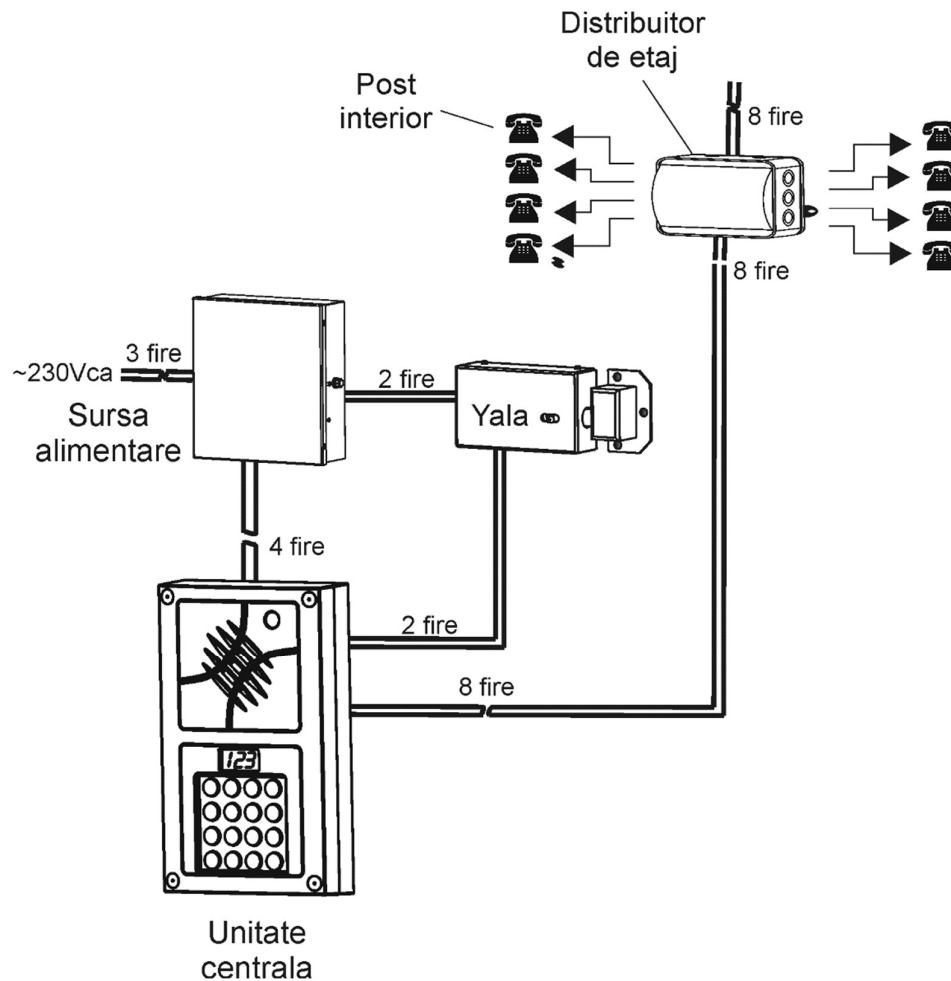 Distribuitor
de etaj
Post
interior
8 fire
8 fire
3 fire
~230Vca
2 fire
Sursa
alimentare
Yala
4 fire
2 fire
8 fire
123
Unitate
centrala